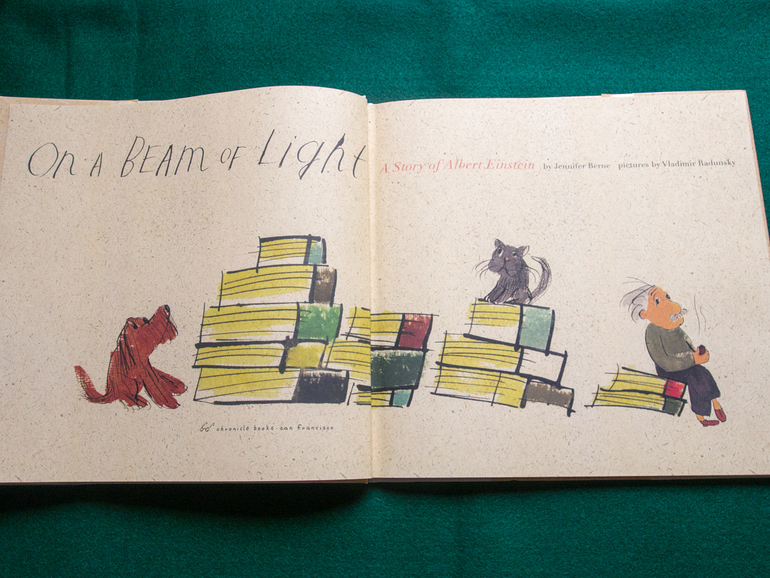 On A BEAM OF Light
A Story of Albert Einstein by Jennifer Berne pictures by Vladimir Radunsky
chronicle books san francisco